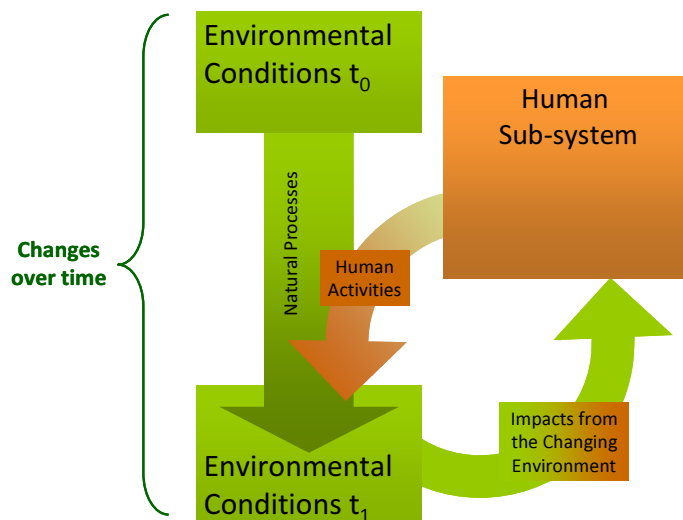 Environmental
Conditions t₀
Human
Sub-system
Natural Processes
Changes
over time
Human
Activities
Impacts from
the Changing
Environment
Environmental
Conditions t₁